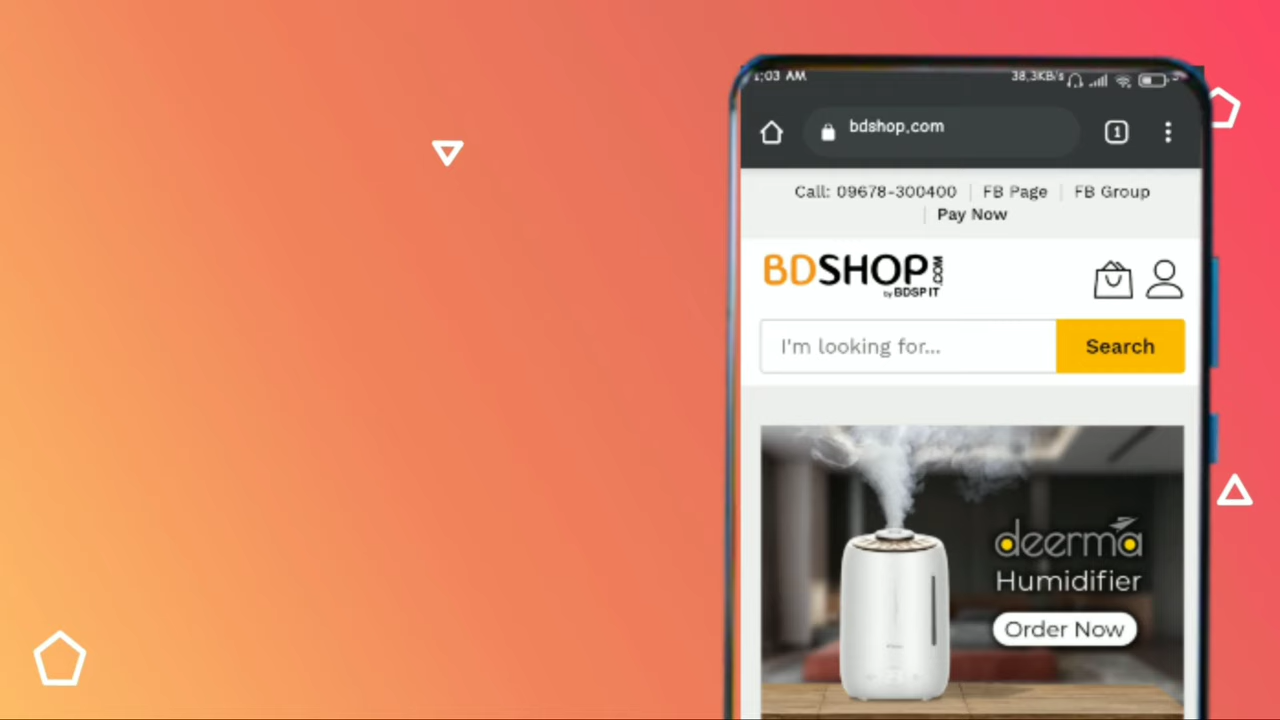 1:03 AM 38.3KB/s
bdshop.com 1
Call: 09678-300400 | FB Page | FB Group
| Pay Now
BDSHOP.COM
by BDSP IT
I'm looking for... Search
deerma
Humidifier
Order Now